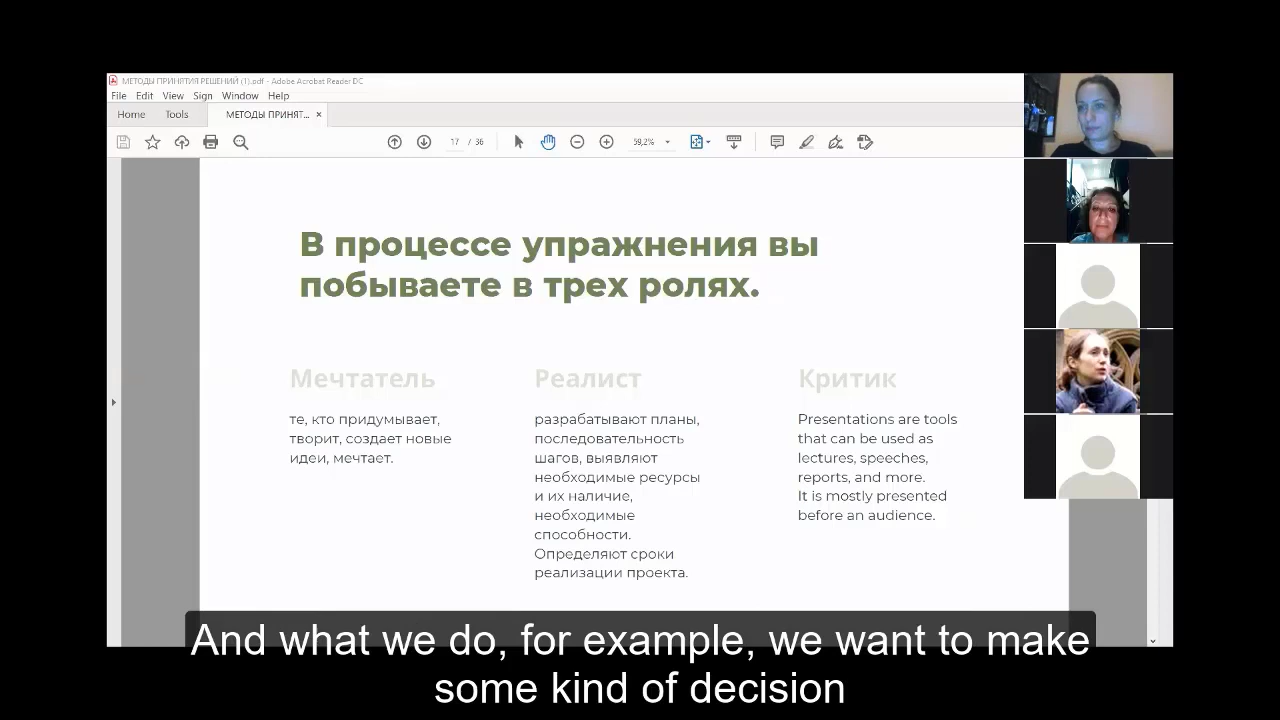 МЕТОДЫ ПРИНЯТИЯ РЕШЕНИЙ (1).pdf - Adobe Acrobat Reader DC
File Edit View Sign Window Help
Home Tools МЕТОДЫ ПРИНЯТ... ×
17 / 36 59,2%
В процессе упражнения вы
побываете в трех ролях.
Мечтатель
те, кто придумывает,
творит, создает новые
идеи, мечтает.
Реалист
разрабатывают планы,
последовательность
шагов, выявляют
необходимые ресурсы
и их наличие,
необходимые
способности.
Определяют сроки
реализации проекта.
Критик
Presentations are tools
that can be used as
lectures, speeches,
reports, and more.
It is mostly presented
before an audience.
And what we do, for example, we want to make
some kind of decision